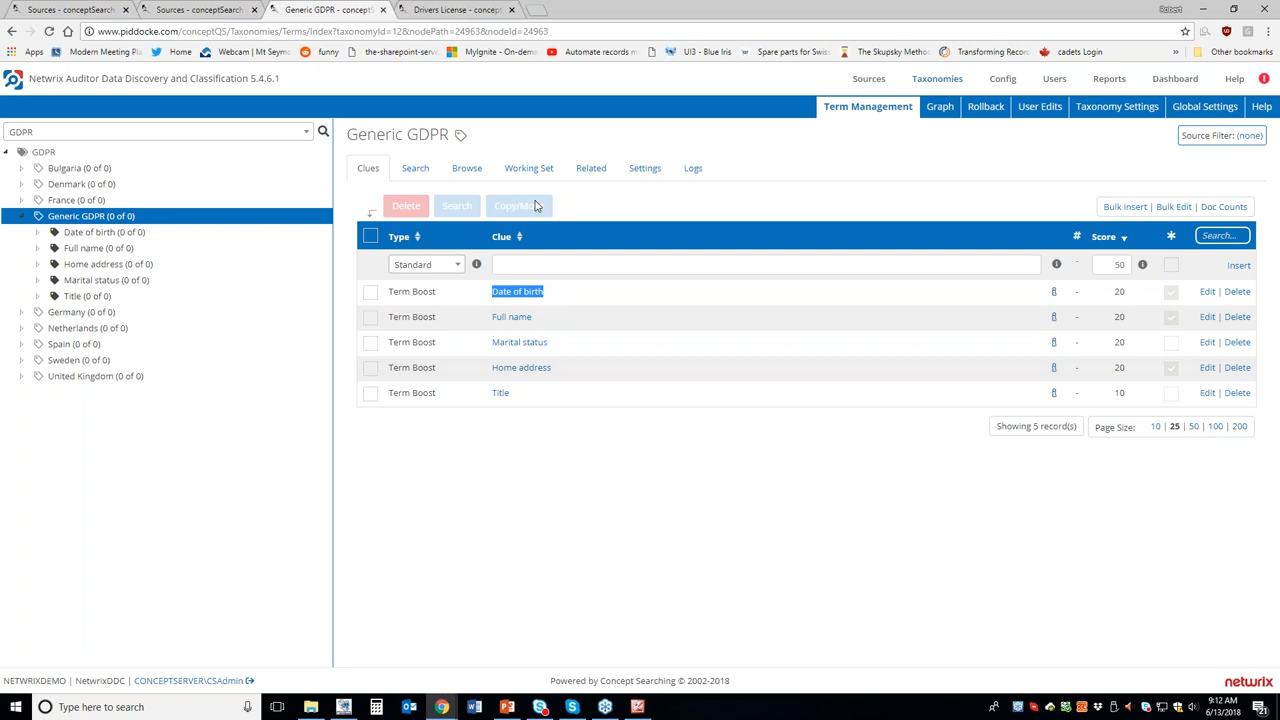 Sources - conceptSearch
Sources - conceptSearch
Generic GDPR - conceptS
Drivers License - concept
Robert
www.piddocke.com/conceptQS/Taxonomies/Terms/Index?taxonomyId=12&nodePath=24963&nodeId=24963
Apps
Modern Meeting Plan
Home
Webcam | Mt Seymo
funny
the-sharepoint-serve
MyIgnite - On-dema
Automate records m
UI3 - Blue Iris
Spare parts for Swiss
The Skupsky Metho
Transforming Record
cadets Login
Other bookmarks
Netwrix Auditor Data Discovery and Classification 5.4.6.1
Sources
Taxonomies
Config
Users
Reports
Dashboard
Help
Term Management
Graph
Rollback
User Edits
Taxonomy Settings
Global Settings
Help
GDPR
GDPR
Bulgaria (0 of 0)
Denmark (0 of 0)
France (0 of 0)
Generic GDPR (0 of 0)
Date of birth (0 of 0)
Full name (0 of 0)
Home address (0 of 0)
Marital status (0 of 0)
Title (0 of 0)
Germany (0 of 0)
Netherlands (0 of 0)
Spain (0 of 0)
Sweden (0 of 0)
United Kingdom (0 of 0)
Generic GDPR
Source Filter: (none)
Clues
Search
Browse
Working Set
Related
Settings
Logs
Delete
Search
Bulk Insert | Bulk Edit | Doc Counts
Type
Clue
#
Score
*
Search...
Standard
-
50
Insert
Term Boost Date of birth - 20 Edit | Delete
Term Boost Full name - 20 Edit | Delete
Term Boost Marital status - 20 Edit | Delete
Term Boost Home address - 20 Edit | Delete
Term Boost Title - 10 Edit | Delete
Showing 5 record(s)
Page Size: 10 | 25 | 50 | 100 | 200
NETWRIXDEMO | NetwrixDDC | CONCEPTSERVER\CSAdmin
Powered by Concept Searching © 2002-2018
netwrix
Type here to search
9:12 AM
6/13/2018
21